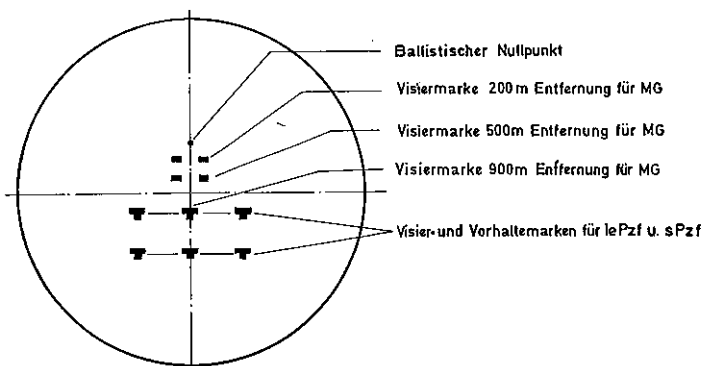 Ballistischer Nullpunkt
Visiermarke 200m Entfernung für MG
Visiermarke 500m Entfernung für MG
Visiermarke 900m Enffernung für MG
Visier-und Vorhaltemarken für lePzf u. sPzf